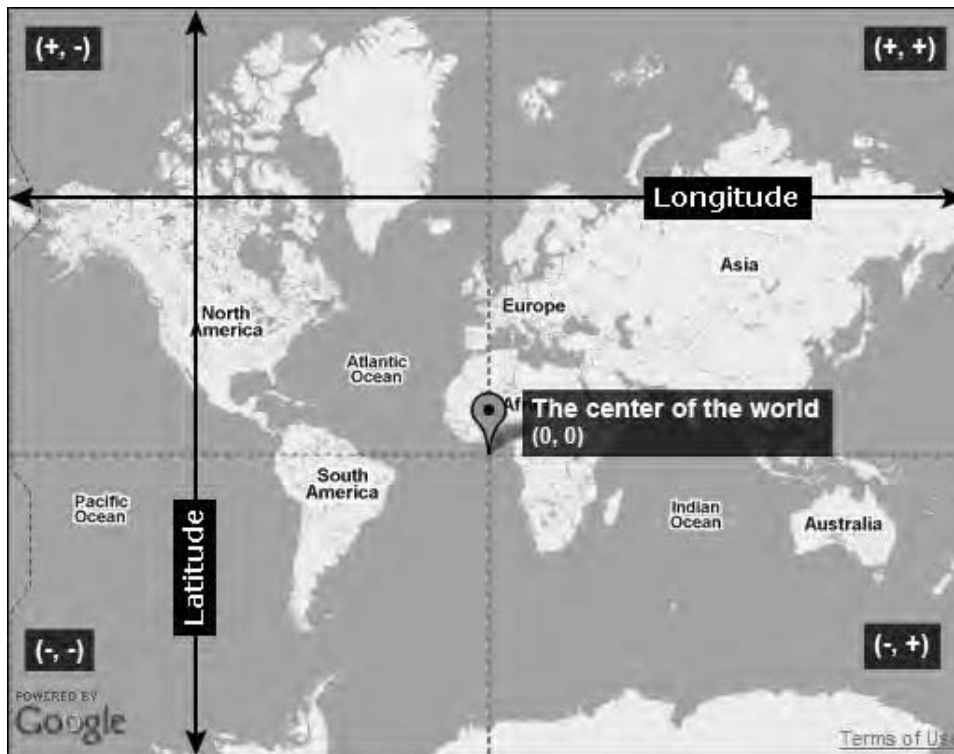 (+, -)
(+, +)
Longitude
Asia
Europe
North
America
Atlantic
Ocean
Afri
The center of the world
(0, 0)
South
America
Pacific
Ocean
Indian
Ocean
Australia
Latitude
(-, -)
(-, +)
POWERED BY
Google
Terms of Use